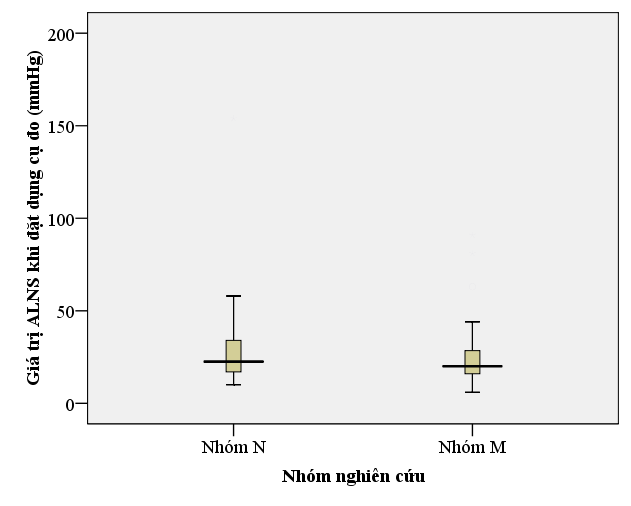 Giá trị ALNS khi đặt dụng cụ đo (mmHg)
200
150
100
50
0
Nhóm N
Nhóm M
Nhóm nghiên cứu